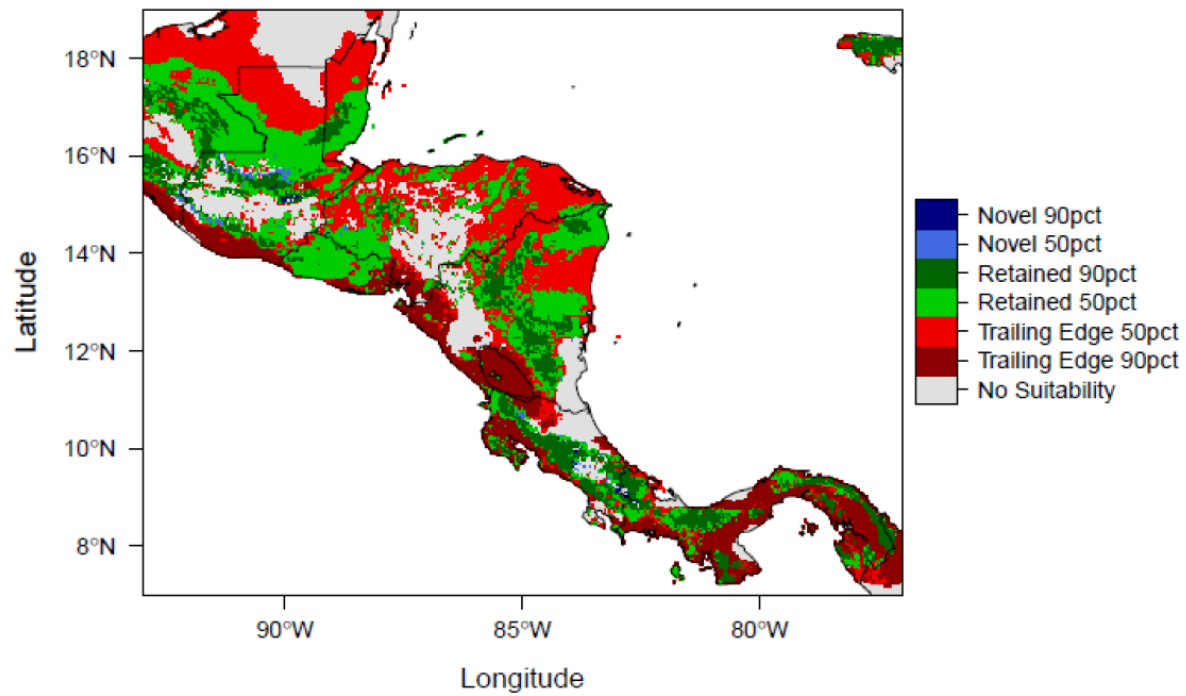 18°N
16°N
14°N
12°N
10°N
8°N
Latitude
90°W
85°W
80°W
Longitude
Novel 90pct
Novel 50pct
Retained 90pct
Retained 50pct
Trailing Edge 50pct
Trailing Edge 90pct
No Suitability